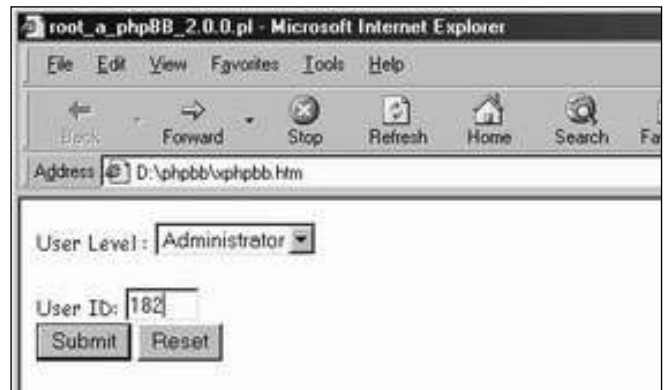 root_a_phpBB_2.0.0.pl - Microsoft Internet Explorer
File Edit View Favorites Tools Help
Back Forward Stop Refresh Home Search Fa
Address D:\phpbb\xphpbb.htm
User Level : Administrator
User ID: 182
Submit Reset